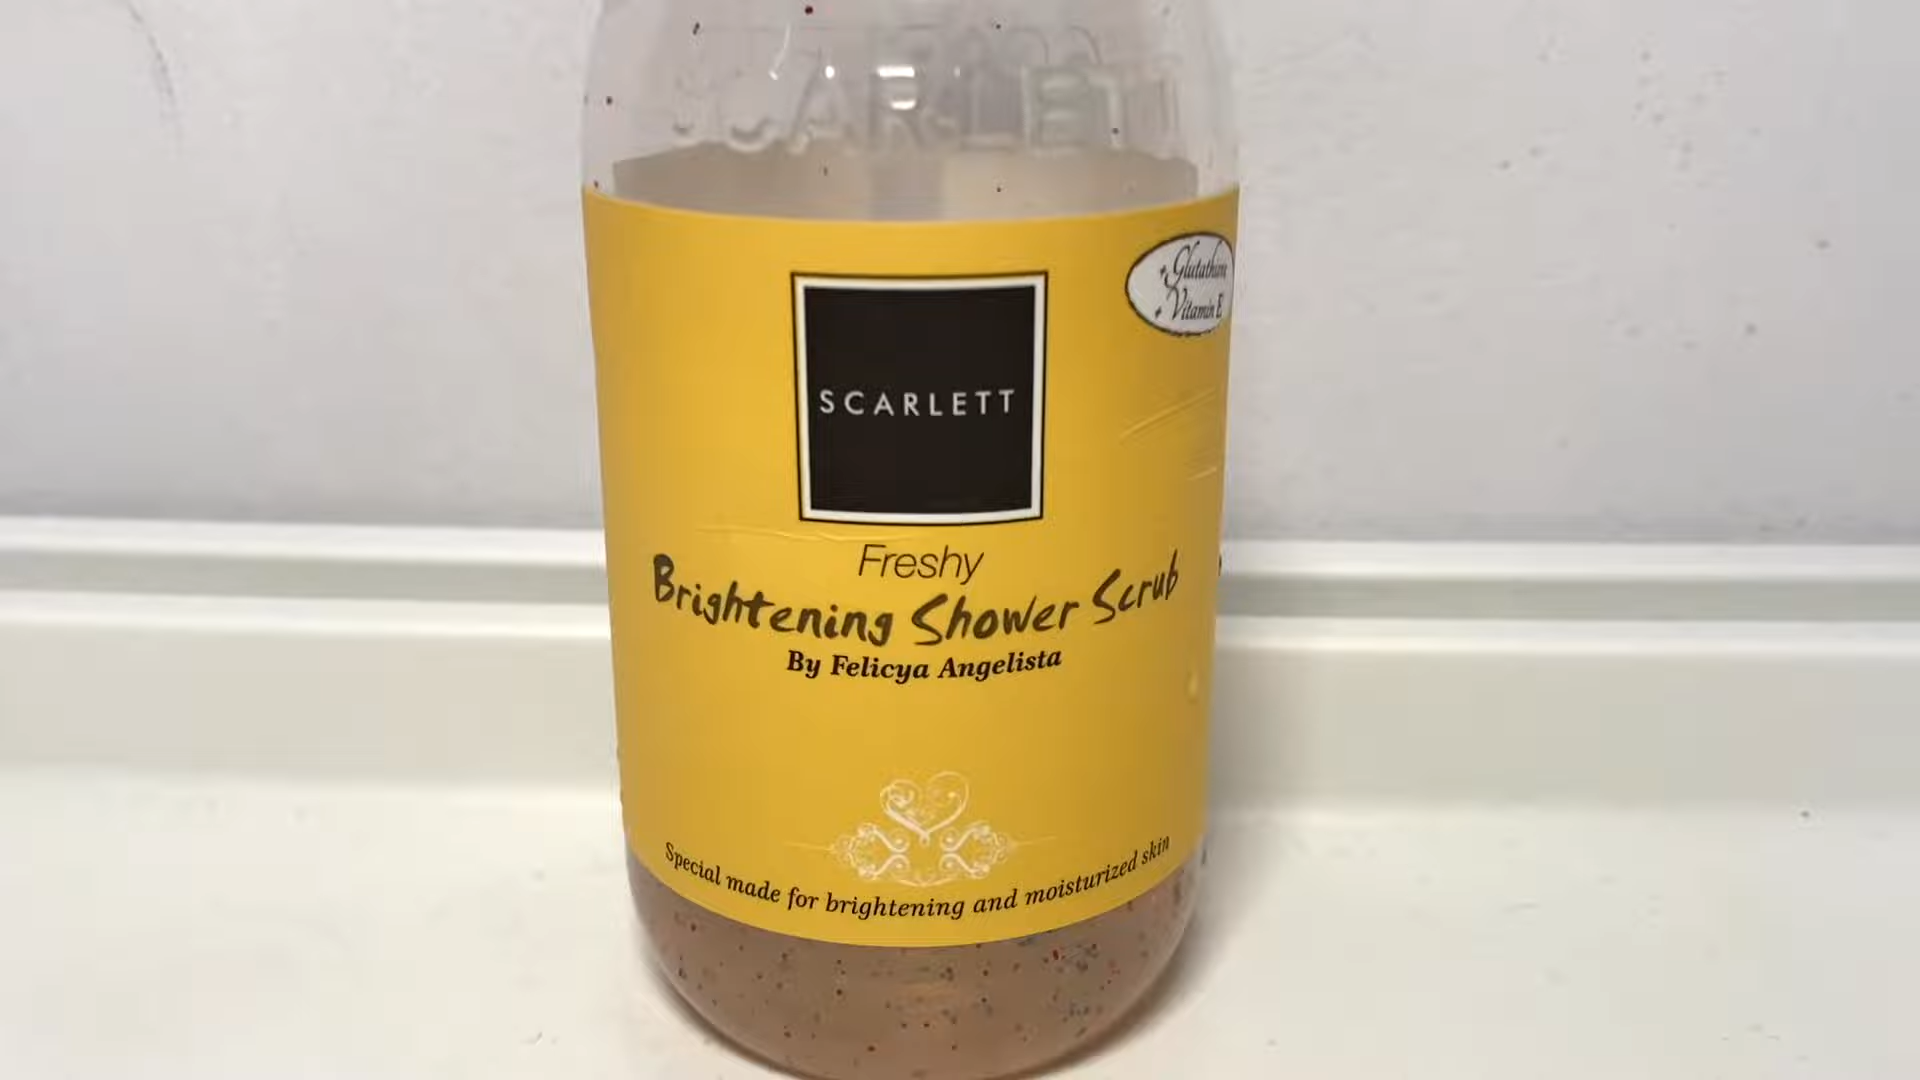 SCARLETT
+ Glutathione
+ Vitamin E
SCARLETT
Freshy
Brightening Shower Scrub
By Felicya Angelista
Special made for brightening and moisturized skin